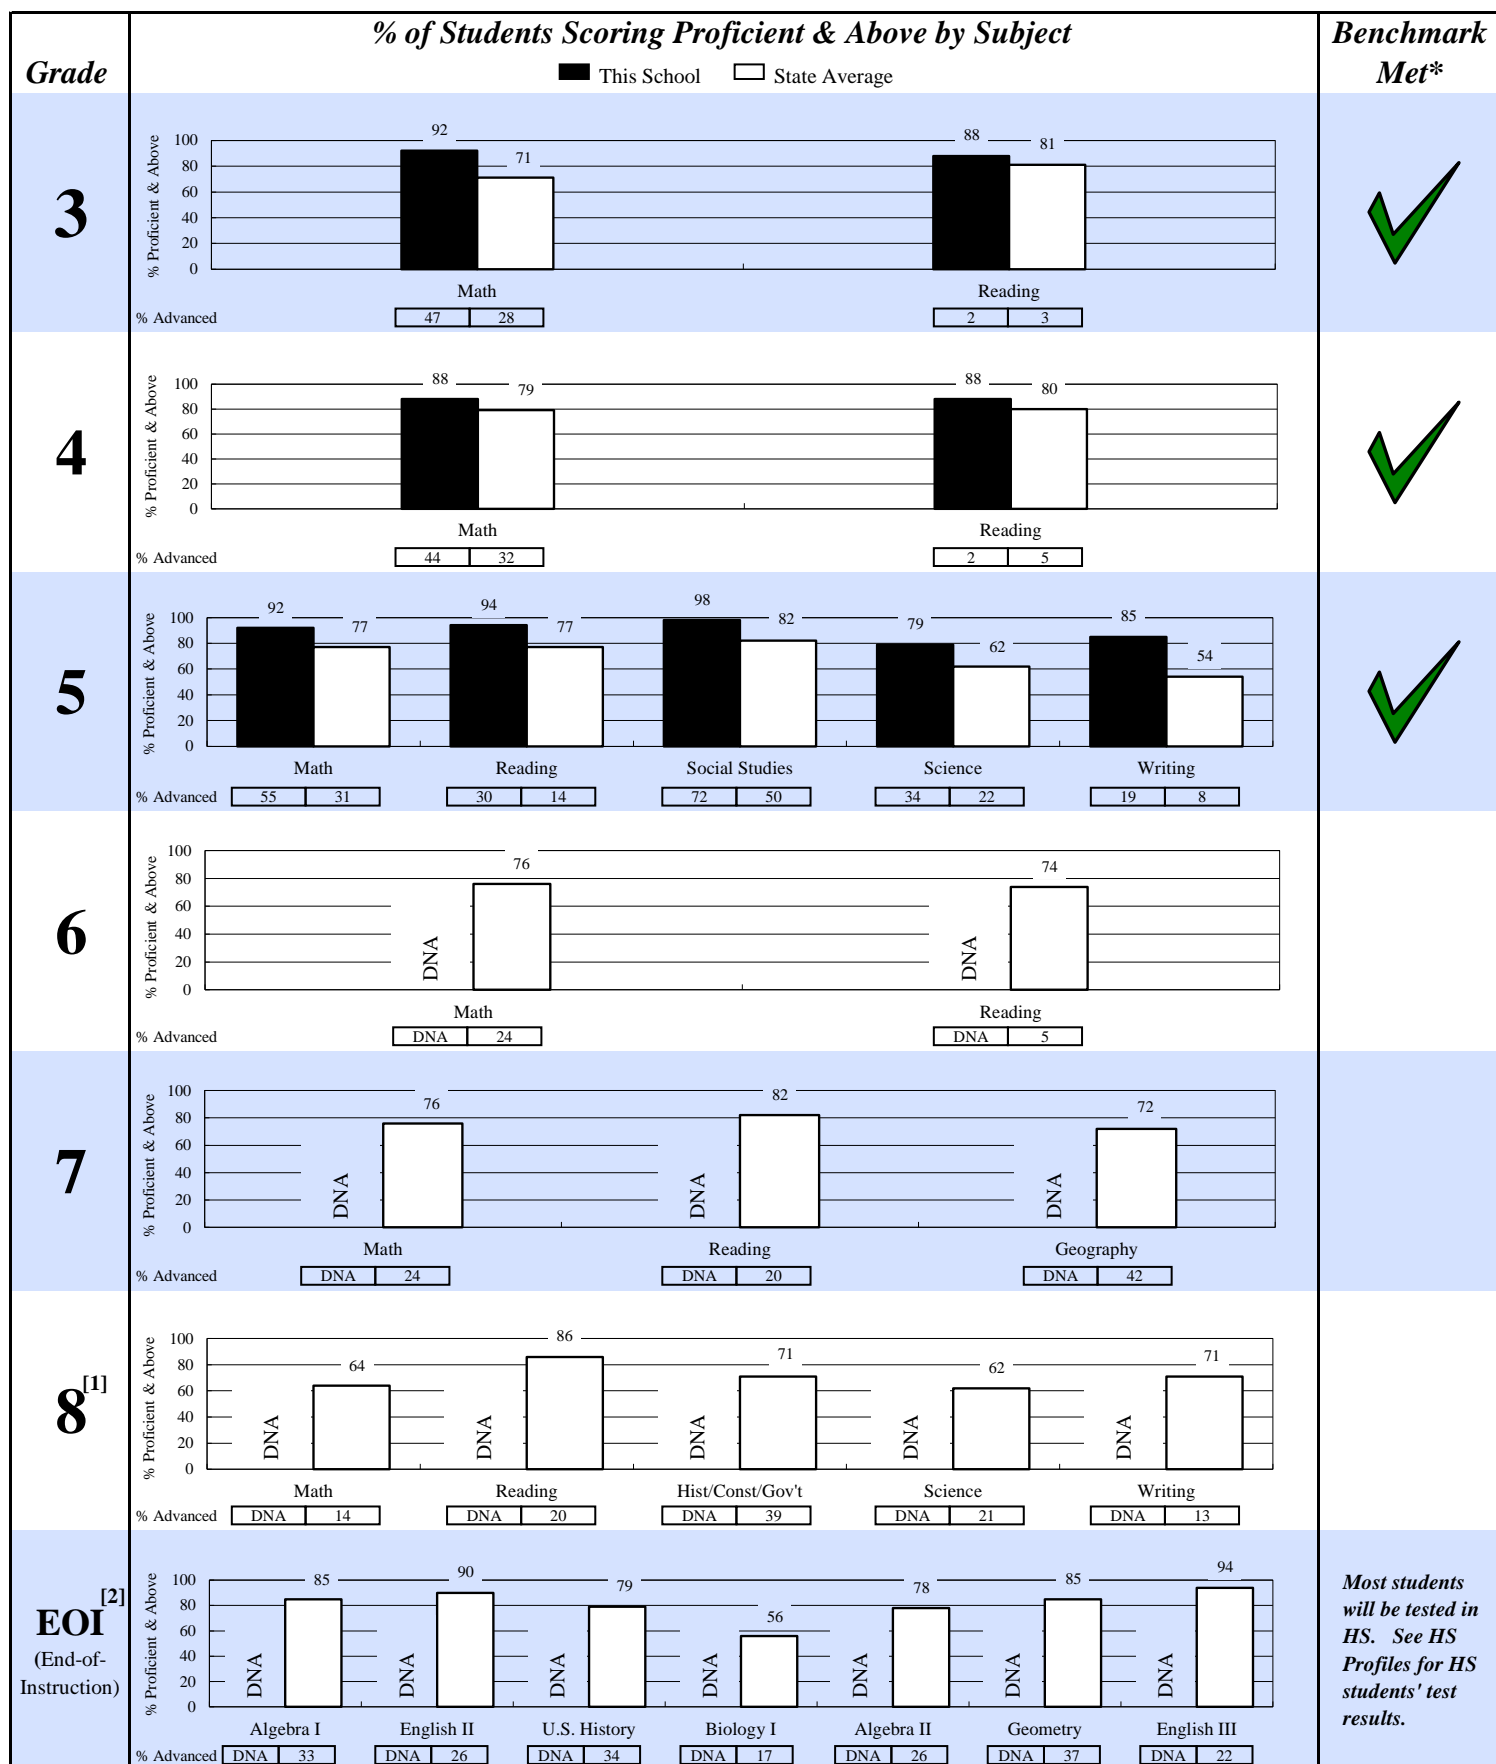 % of Students Scoring Proficient & Above by Subject
Benchmark
Met*
Grade
This School State Average
3
% Proficient & Above
100
80
60
40
20
0
92 71 88 81
Math Reading
% Advanced 47 28 2 3
4
% Proficient & Above
100
80
60
40
20
0
88 79 88 80
Math Reading
% Advanced 44 32 2 5
5
% Proficient & Above
100
80
60
40
20
0
92 77 94 77 98 82 79 62 85 54
Math Reading Social Studies Science Writing
% Advanced 55 31 30 14 72 50 34 22 19 8
6
% Proficient & Above
100
80
60
40
20
0
DNA 76 DNA 74
Math Reading
% Advanced DNA 24 DNA 5
7
% Proficient & Above
100
80
60
40
20
0
DNA 76 DNA 82 DNA 72
Math Reading Geography
% Advanced DNA 24 DNA 20 DNA 42
8[1]
% Proficient & Above
100
80
60
40
20
0
DNA 64 DNA 86 DNA 71 DNA 62 DNA 71
Math Reading Hist/Const/Gov't Science Writing
% Advanced DNA 14 DNA 20 DNA 39 DNA 21 DNA 13
EOI[2]
(End-of-
Instruction)
% Proficient & Above
100
80
60
40
20
0
DNA 85 DNA 90 DNA 79 DNA 56 DNA 78 DNA 85 DNA 94
Algebra I English II U.S. History Biology I Algebra II Geometry English III
% Advanced DNA 33 DNA 26 DNA 34 DNA 17 DNA 26 DNA 37 DNA 22
Most students
will be tested in
HS. See HS
Profiles for HS
students' test
results.